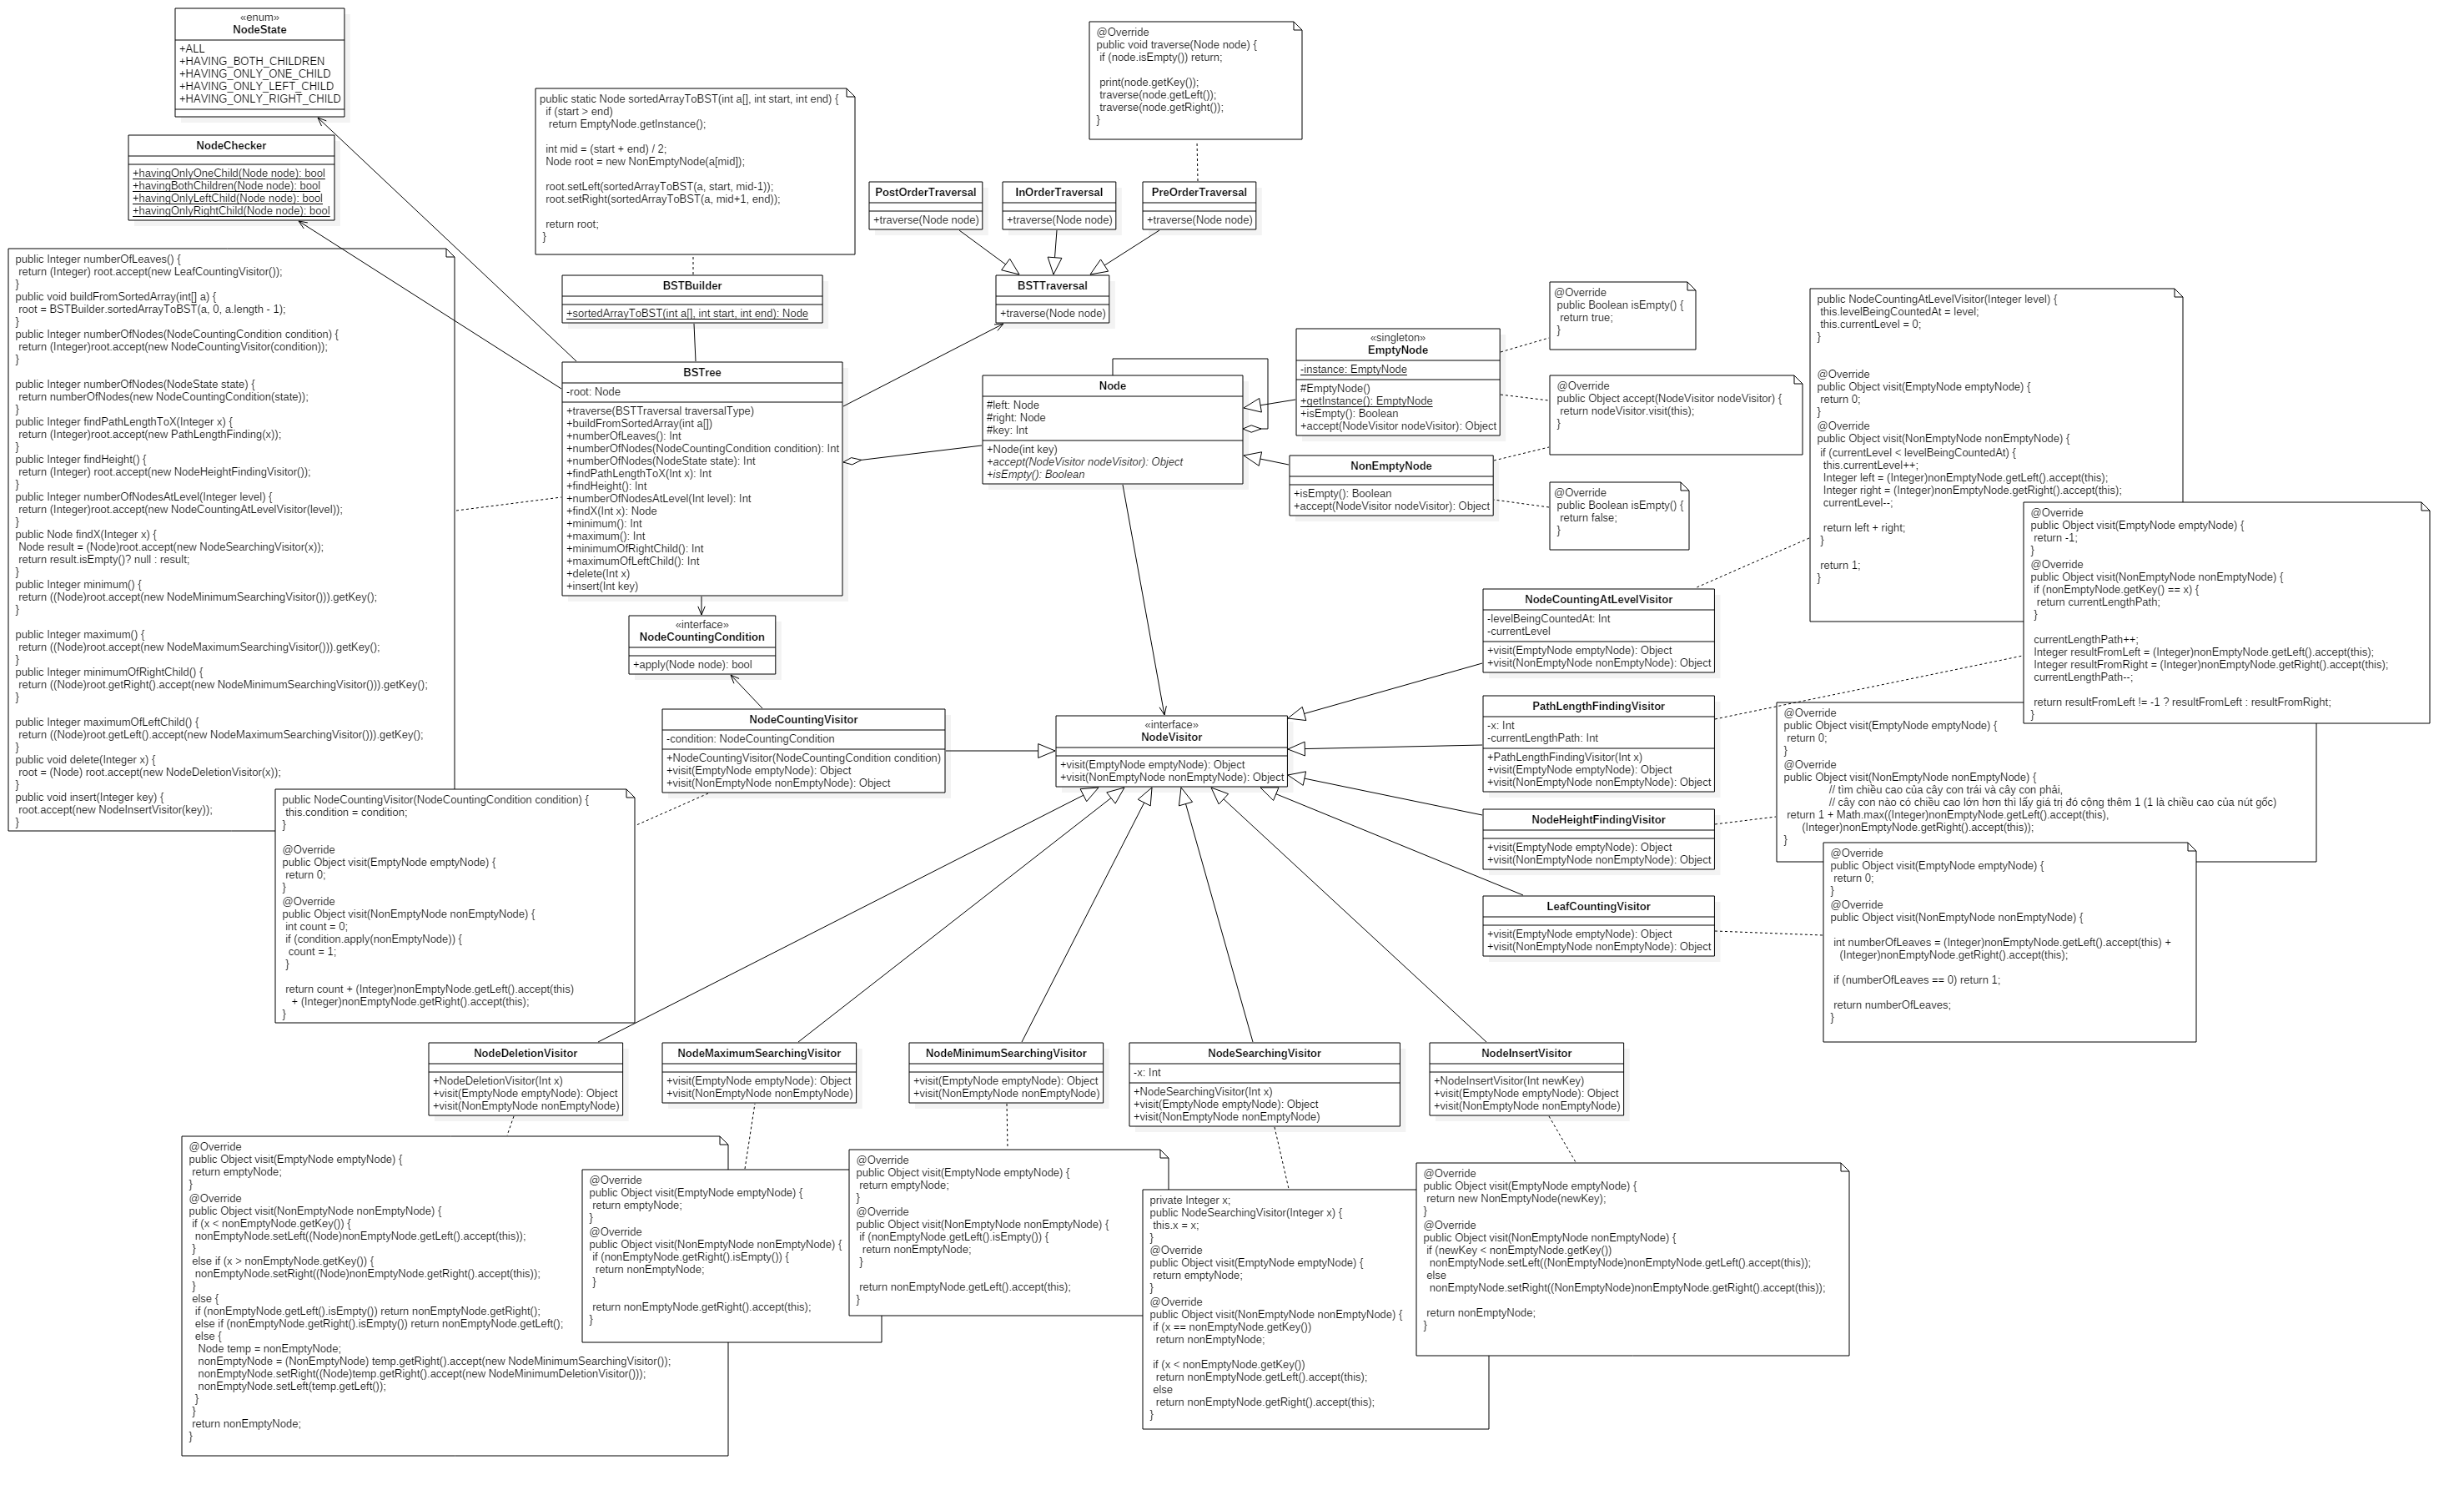 «enum»
NodeState
+ALL
+HAVING_BOTH_CHILDREN
+HAVING_ONLY_ONE_CHILD
+HAVING_ONLY_LEFT_CHILD
+HAVING_ONLY_RIGHT_CHILD
NodeChecker
+havingOnlyOneChild(Node node): bool
+havingBothChildren(Node node): bool
+havingOnlyLeftChild(Node node): bool
+havingOnlyRightChild(Node node): bool
public static Node sortedArrayToBST(int a[], int start, int end) {
if (start > end)
return EmptyNode.getInstance();
int mid = (start + end) / 2;
Node root = new NonEmptyNode(a[mid]);
root.setLeft(sortedArrayToBST(a, start, mid-1));
root.setRight(sortedArrayToBST(a, mid+1, end));
return root;
}
@Override
public void traverse(Node node) {
if (node.isEmpty()) return;
print(node.getKey());
traverse(node.getLeft());
traverse(node.getRight());
}
PostOrderTraversal
+traverse(Node node)
InOrderTraversal
+traverse(Node node)
PreOrderTraversal
+traverse(Node node)
BSTBuilder
+sortedArrayToBST(int a[], int start, int end): Node
BSTTraversal
+traverse(Node node)
public Integer numberOfLeaves() {
return (Integer) root.accept(new LeafCountingVisitor());
}
public void buildFromSortedArray(int[] a) {
root = BSTBuilder.sortedArrayToBST(a, 0, a.length - 1);
}
public Integer numberOfNodes(NodeCountingCondition condition) {
return (Integer)root.accept(new NodeCountingVisitor(condition));
}
public Integer numberOfNodes(NodeState state) {
return numberOfNodes(new NodeCountingCondition(state));
}
public Integer findPathLengthToX(Integer x) {
return (Integer)root.accept(new PathLengthFinding(x));
}
public Integer findHeight() {
return (Integer) root.accept(new NodeHeightFindingVisitor());
}
public Integer numberOfNodesAtLevel(Integer level) {
return (Integer)root.accept(new NodeCountingAtLevelVisitor(level));
}
public Node findX(Integer x) {
Node result = (Node)root.accept(new NodeSearchingVisitor(x));
return result.isEmpty()? null : result;
}
public Integer minimum() {
return ((Node)root.accept(new NodeMinimumSearchingVisitor())).getKey();
}
public Integer maximum() {
return ((Node)root.accept(new NodeMaximumSearchingVisitor())).getKey();
}
public Integer minimumOfRightChild() {
return ((Node)root.getRight().accept(new NodeMinimumSearchingVisitor())).getKey();
}
public Integer maximumOfLeftChild() {
return ((Node)root.getLeft().accept(new NodeMaximumSearchingVisitor())).getKey();
}
public void delete(Integer x) {
root = (Node) root.accept(new NodeDeletionVisitor(x));
}
public void insert(Integer key) {
root.accept(new NodeInsertVisitor(key));
}
BSTree
-root: Node
+traverse(BSTTraversal traversalType)
+buildFromSortedArray(int a[])
+numberOfLeaves(): Int
+numberOfNodes(NodeCountingCondition condition): Int
+numberOfNodes(NodeState state): Int
+findPathLengthToX(Int x): Int
+findHeight(): Int
+numberOfNodesAtLevel(Int level): Int
+findX(Int x): Node
+minimum(): Int
+maximum(): Int
+minimumOfRightChild(): Int
+maximumOfLeftChild(): Int
+delete(Int x)
+insert(Int key)
Node
#left: Node
#right: Node
#key: Int
+Node(int key)
+accept(NodeVisitor nodeVisitor): Object
+isEmpty(): Boolean
«singleton»
EmptyNode
-instance: EmptyNode
#EmptyNode()
+getInstance(): EmptyNode
+isEmpty(): Boolean
+accept(NodeVisitor nodeVisitor): Object
NonEmptyNode
+isEmpty(): Boolean
+accept(NodeVisitor nodeVisitor): Object
@Override
public Boolean isEmpty() {
return true;
}
@Override
public Object accept(NodeVisitor nodeVisitor) {
return nodeVisitor.visit(this);
}
@Override
public Boolean isEmpty() {
return false;
}
public NodeCountingAtLevelVisitor(Integer level) {
this.levelBeingCountedAt = level;
this.currentLevel = 0;
}
@Override
public Object visit(EmptyNode emptyNode) {
return 0;
}
@Override
public Object visit(NonEmptyNode nonEmptyNode) {
if (currentLevel < levelBeingCountedAt) {
this.currentLevel++;
Integer left = (Integer)nonEmptyNode.getLeft().accept(this);
Integer right = (Integer)nonEmptyNode.getRight().accept(this);
currentLevel--;
return left + right;
}
return 1;
}
@Override
public Object visit(EmptyNode emptyNode) {
return -1;
}
@Override
public Object visit(NonEmptyNode nonEmptyNode) {
if (nonEmptyNode.getKey() == x) {
return currentLengthPath;
}
currentLengthPath++;
Integer resultFromLeft = (Integer)nonEmptyNode.getLeft().accept(this);
Integer resultFromRight = (Integer)nonEmptyNode.getRight().accept(this);
currentLengthPath--;
return resultFromLeft != -1 ? resultFromLeft : resultFromRight;
}
«interface»
NodeCountingCondition
+apply(Node node): bool
NodeCountingVisitor
-condition: NodeCountingCondition
+NodeCountingVisitor(NodeCountingCondition condition)
+visit(EmptyNode emptyNode): Object
+visit(NonEmptyNode nonEmptyNode): Object
«interface»
NodeVisitor
+visit(EmptyNode emptyNode): Object
+visit(NonEmptyNode nonEmptyNode): Object
NodeCountingAtLevelVisitor
-levelBeingCountedAt: Int
-currentLevel
+visit(EmptyNode emptyNode): Object
+visit(NonEmptyNode nonEmptyNode): Object
PathLengthFindingVisitor
-x: Int
-currentLengthPath: Int
+PathLengthFindingVisitor(Int x)
+visit(EmptyNode emptyNode): Object
+visit(NonEmptyNode nonEmptyNode): Object
NodeHeightFindingVisitor
+visit(EmptyNode emptyNode): Object
+visit(NonEmptyNode nonEmptyNode): Object
LeafCountingVisitor
+visit(EmptyNode emptyNode): Object
+visit(NonEmptyNode nonEmptyNode): Object
@Override
public Object visit(EmptyNode emptyNode) {
return 0;
}
@Override
public Object visit(NonEmptyNode nonEmptyNode) {
// tìm chiều cao của cây con trái và cây con phải,
// cây con nào có chiều cao lớn hơn thì lấy giá trị đó cộng thêm 1 (1 là chiều cao của nút gốc)
return 1 + Math.max((Integer)nonEmptyNode.getLeft().accept(this),
(Integer)nonEmptyNode.getRight().accept(this));
}
@Override
public Object visit(EmptyNode emptyNode) {
return 0;
}
@Override
public Object visit(NonEmptyNode nonEmptyNode) {
int numberOfLeaves = (Integer)nonEmptyNode.getLeft().accept(this) +
(Integer)nonEmptyNode.getRight().accept(this);
if (numberOfLeaves == 0) return 1;
return numberOfLeaves;
}
public NodeCountingVisitor(NodeCountingCondition condition) {
this.condition = condition;
}
@Override
public Object visit(EmptyNode emptyNode) {
return 0;
}
@Override
public Object visit(NonEmptyNode nonEmptyNode) {
int count = 0;
if (condition.apply(nonEmptyNode)) {
count = 1;
}
return count + (Integer)nonEmptyNode.getLeft().accept(this)
+ (Integer)nonEmptyNode.getRight().accept(this);
}
NodeDeletionVisitor
+NodeDeletionVisitor(Int x)
+visit(EmptyNode emptyNode): Object
+visit(NonEmptyNode nonEmptyNode)
NodeMaximumSearchingVisitor
+visit(EmptyNode emptyNode): Object
+visit(NonEmptyNode nonEmptyNode)
NodeMinimumSearchingVisitor
+visit(EmptyNode emptyNode): Object
+visit(NonEmptyNode nonEmptyNode)
NodeSearchingVisitor
-x: Int
+NodeSearchingVisitor(Int x)
+visit(EmptyNode emptyNode): Object
+visit(NonEmptyNode nonEmptyNode)
NodeInsertVisitor
+NodeInsertVisitor(Int newKey)
+visit(EmptyNode emptyNode): Object
+visit(NonEmptyNode nonEmptyNode)
@Override
public Object visit(EmptyNode emptyNode) {
return emptyNode;
}
@Override
public Object visit(NonEmptyNode nonEmptyNode) {
if (x < nonEmptyNode.getKey()) {
nonEmptyNode.setLeft((Node)nonEmptyNode.getLeft().accept(this));
}
else if (x > nonEmptyNode.getKey()) {
nonEmptyNode.setRight((Node)nonEmptyNode.getRight().accept(this));
}
else {
if (nonEmptyNode.getLeft().isEmpty()) return nonEmptyNode.getRight();
else if (nonEmptyNode.getRight().isEmpty()) return nonEmptyNode.getLeft();
else {
Node temp = nonEmptyNode;
nonEmptyNode = (NonEmptyNode) temp.getRight().accept(new NodeMinimumSearchingVisitor());
nonEmptyNode.setRight((Node)temp.getRight().accept(new NodeMinimumDeletionVisitor()));
nonEmptyNode.setLeft(temp.getLeft());
}
}
return nonEmptyNode;
}
@Override
public Object visit(EmptyNode emptyNode) {
return emptyNode;
}
@Override
public Object visit(NonEmptyNode nonEmptyNode) {
if (nonEmptyNode.getRight().isEmpty()) {
return nonEmptyNode;
}
return nonEmptyNode.getRight().accept(this);
}
@Override
public Object visit(EmptyNode emptyNode) {
return emptyNode;
}
@Override
public Object visit(NonEmptyNode nonEmptyNode) {
if (nonEmptyNode.getLeft().isEmpty()) {
return nonEmptyNode;
}
return nonEmptyNode.getLeft().accept(this);
}
private Integer x;
public NodeSearchingVisitor(Integer x) {
this.x = x;
}
@Override
public Object visit(EmptyNode emptyNode) {
return emptyNode;
}
@Override
public Object visit(NonEmptyNode nonEmptyNode) {
if (x == nonEmptyNode.getKey())
return nonEmptyNode;
if (x < nonEmptyNode.getKey())
return nonEmptyNode.getLeft().accept(this);
else
return nonEmptyNode.getRight().accept(this);
}
@Override
public Object visit(EmptyNode emptyNode) {
return new NonEmptyNode(newKey);
}
@Override
public Object visit(NonEmptyNode nonEmptyNode) {
if (newKey < nonEmptyNode.getKey())
nonEmptyNode.setLeft((NonEmptyNode)nonEmptyNode.getLeft().accept(this));
else
nonEmptyNode.setRight((NonEmptyNode)nonEmptyNode.getRight().accept(this));
return nonEmptyNode;
}